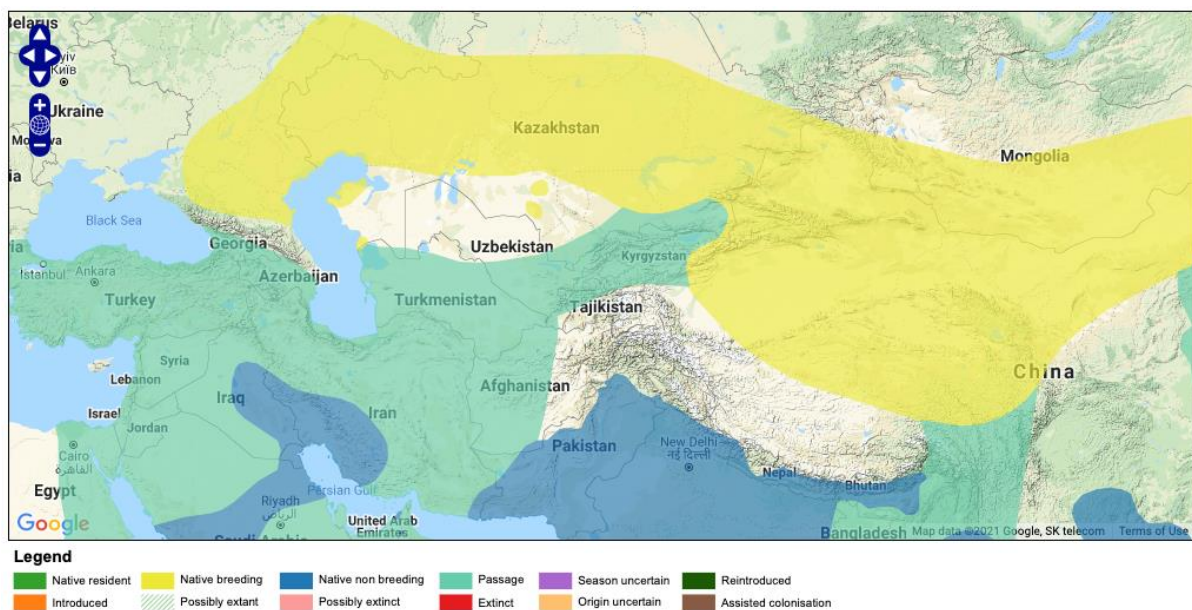 Belarus
Kyiv
Київ
Ukraine
Kazakhstan
Mongolia
Black Sea
Georgia
Uzbekistan
Kyrgyzstan
Istanbul
Ankara
Azerbaijan
Turkey
Turkmenistan
Tajikistan
Syria
Afghanistan
China
Lebanon
Iraq
Iran
Israel
Jordan
Pakistan
New Delhi
नई दिल्ली
Cairo
القاهرة
Nepal
Bhutan
Egypt
Riyadh
الرياض
Persian Gulf
United Arab
Emirates
Bangladesh
Google
Saudi Arabia
Map data ©2021 Google, SK telecom Terms of Use
Legend
Native resident Native breeding Native non breeding Passage Season uncertain Reintroduced
Introduced Possibly extant Possibly extinct Extinct Origin uncertain Assisted colonisation